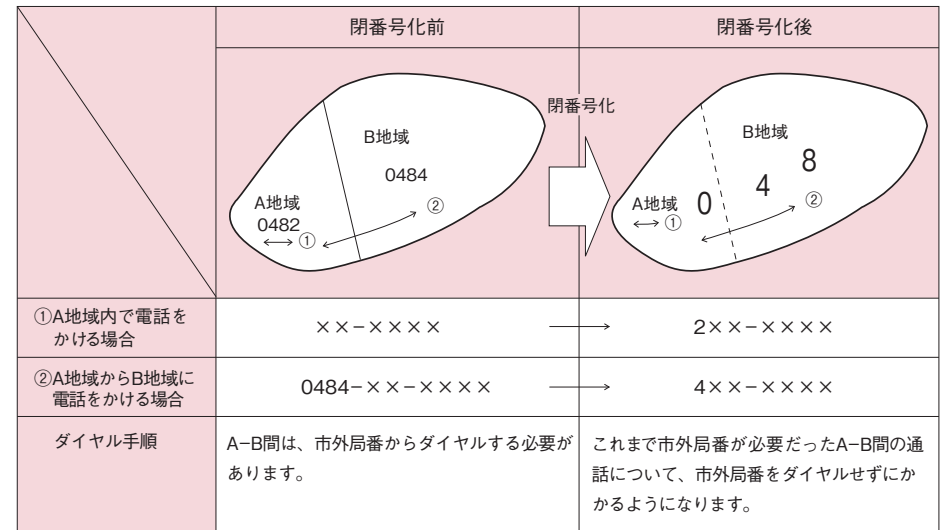 閉番号化前
閉番号化後
閉番号化
B地域
0484
A地域
0482
①
②
B地域
048
A地域
①
②
①A地域内で電話を
かける場合
××−××××
2××−××××
②A地域からB地域に
電話をかける場合
0484−××−××××
4××−××××
ダイヤル手順
A−B間は、市外局番からダイヤルする必要が
あります。
これまで市外局番が必要だったA−B間の通
話について、市外局番をダイヤルせずにか
かるようになります。